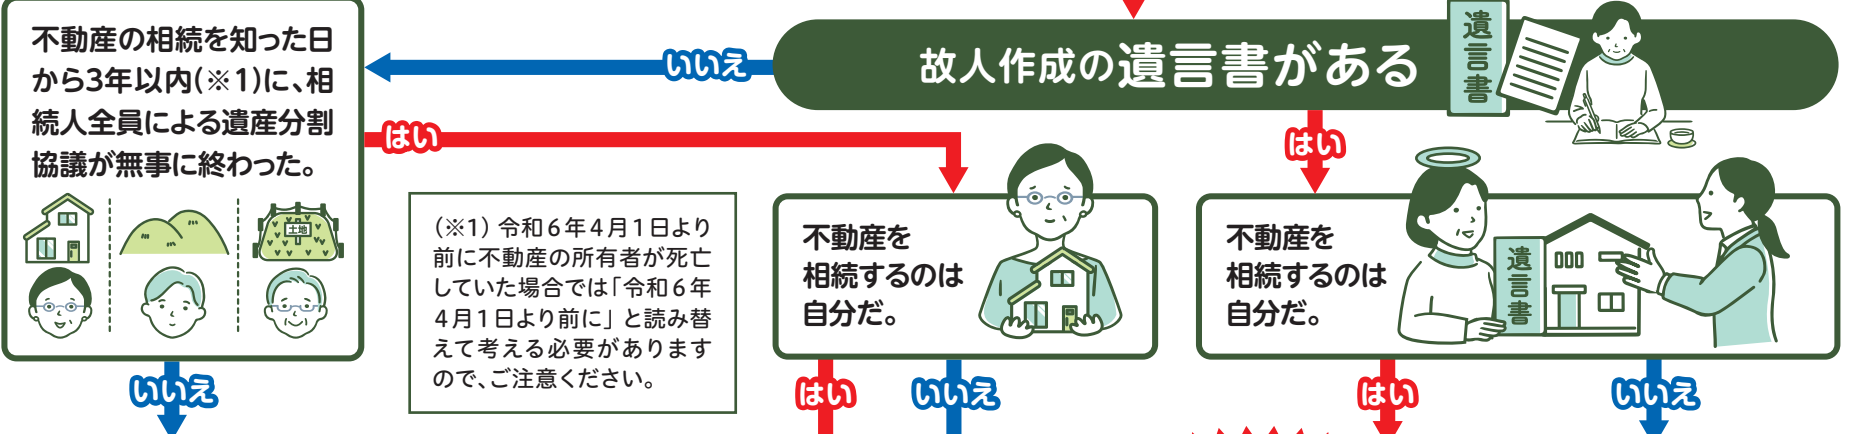 故人作成の遺言書がある
遺言書
いいえ
はい
不動産の相続を知った日
から3年以内(※1)に、相
続人全員による遺産分割
協議が無事に終わった。
土地
はい
いいえ
(※1) 令和6年4月1日より
前に不動産の所有者が死亡
していた場合では「令和6年
4月1日より前に」と読み替
えて考える必要があります
ので、ご注意ください。
不動産を
相続するのは
自分だ。
はい
いいえ
不動産を
相続するのは
自分だ。
遺言書
はい
いいえ